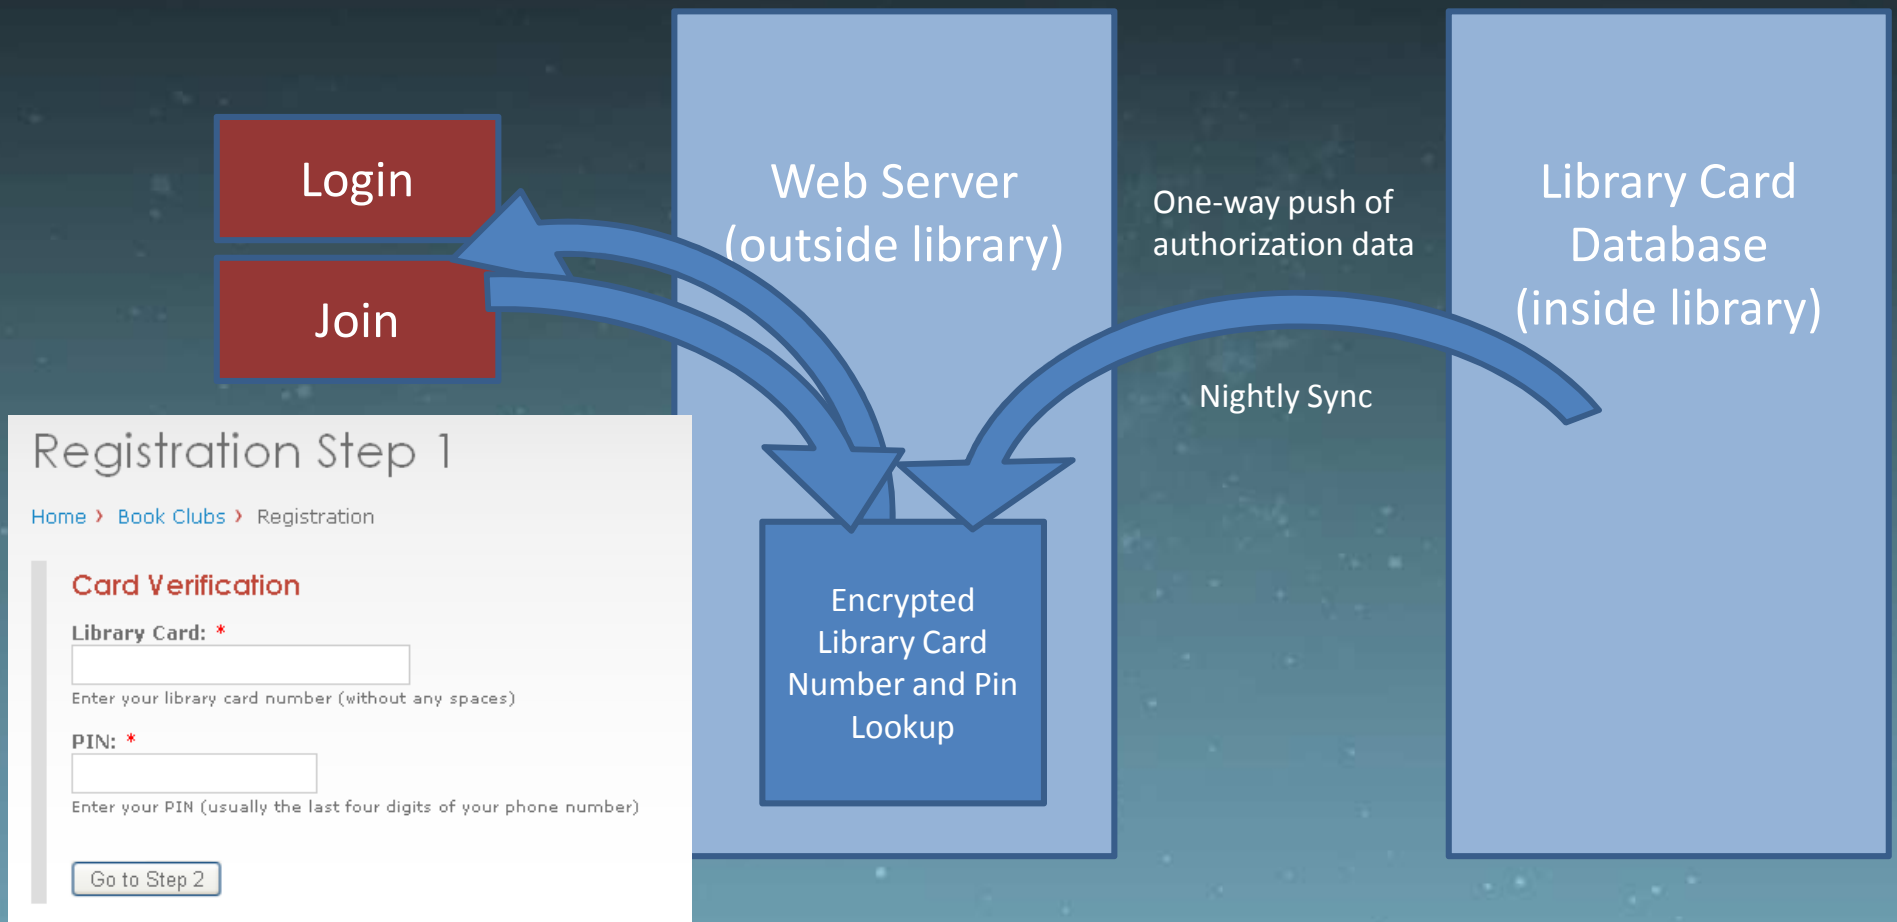 Login
Join
Web Server
(outside library)
One-way push of
authorization data
Nightly Sync
Library Card
Database
(inside library)
Encrypted
Library Card
Number and Pin
Lookup
Registration Step 1
Home › Book Clubs › Registration
Card Verification
Library Card: *
Enter your library card number (without any spaces)
PIN: *
Enter your PIN (usually the last four digits of your phone number)
Go to Step 2